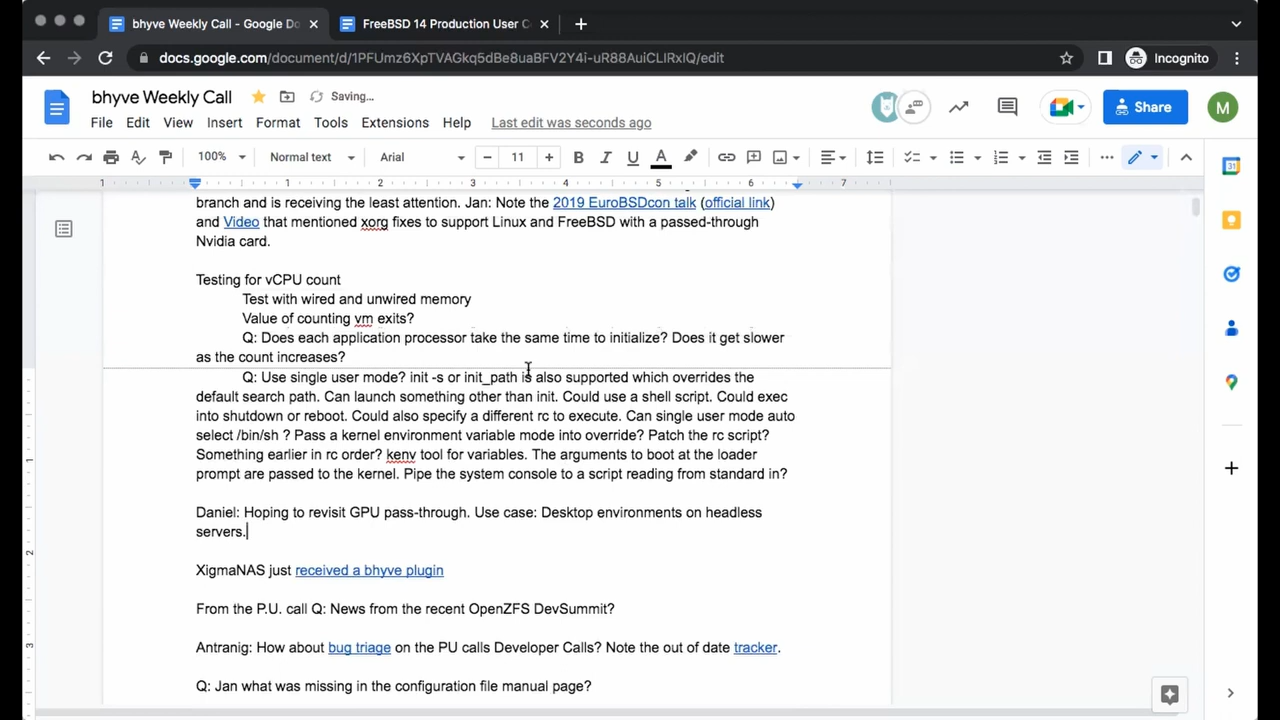 bhyve Weekly Call - Google Do
FreeBSD 14 Production User C
docs.google.com/document/d/1PFUmz6XpTVAGkq5dBe8uaBFV2Y4i-uR88AuiCLIRxIQ/edit
Incognito
bhyve Weekly Call
Saving...
Share
M
File Edit View Insert Format Tools Extensions Help Last edit was seconds ago
100% Normal text Arial 11 B I U A
1 1 2 3 4 5 6 7
branch and is receiving the least attention. Jan: Note the 2019 EuroBSDcon talk (official link)
and Video that mentioned xorg fixes to support Linux and FreeBSD with a passed-through
Nvidia card.
Testing for vCPU count
Test with wired and unwired memory
Value of counting vm exits?
Q: Does each application processor take the same time to initialize? Does it get slower
as the count increases?
Q: Use single user mode? init -s or init_path is also supported which overrides the
default search path. Can launch something other than init. Could use a shell script. Could exec
into shutdown or reboot. Could also specify a different rc to execute. Can single user mode auto
select /bin/sh ? Pass a kernel environment variable mode into override? Patch the rc script?
Something earlier in rc order? kenv tool for variables. The arguments to boot at the loader
prompt are passed to the kernel. Pipe the system console to a script reading from standard in?
Daniel: Hoping to revisit GPU pass-through. Use case: Desktop environments on headless
servers.
XigmaNAS just received a bhyve plugin
From the P.U. call Q: News from the recent OpenZFS DevSummit?
Antranig: How about bug triage on the PU calls Developer Calls? Note the out of date tracker.
Q: Jan what was missing in the configuration file manual page?
1
2
3
31